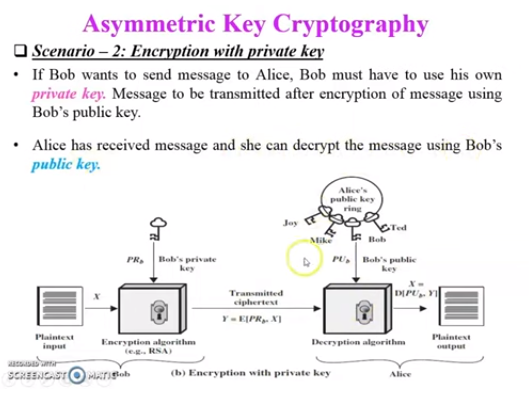 Asymmetric Key Cryptography
Scenario – 2: Encryption with private key
• If Bob wants to send message to Alice, Bob must have to use his own
private key. Message to be transmitted after encryption of message using
Bob's public key.
• Alice has received message and she can decrypt the message using Bob's
public key.
Alice's
public key
ring
Joy
Ted
Mike
Bob
PRb
Bob's private
key
PUb
Bob's public
key
X
Transmitted
ciphertext
X =
D[PUb, Y]
Y = E[PRb, X]
Plaintext
input
Encryption algorithm
(e.g., RSA)
Decryption algorithm
Plaintext
output
RECORDED WITH
SCREENCAST MATIC
Bob
(b) Encryption with private key
Alice